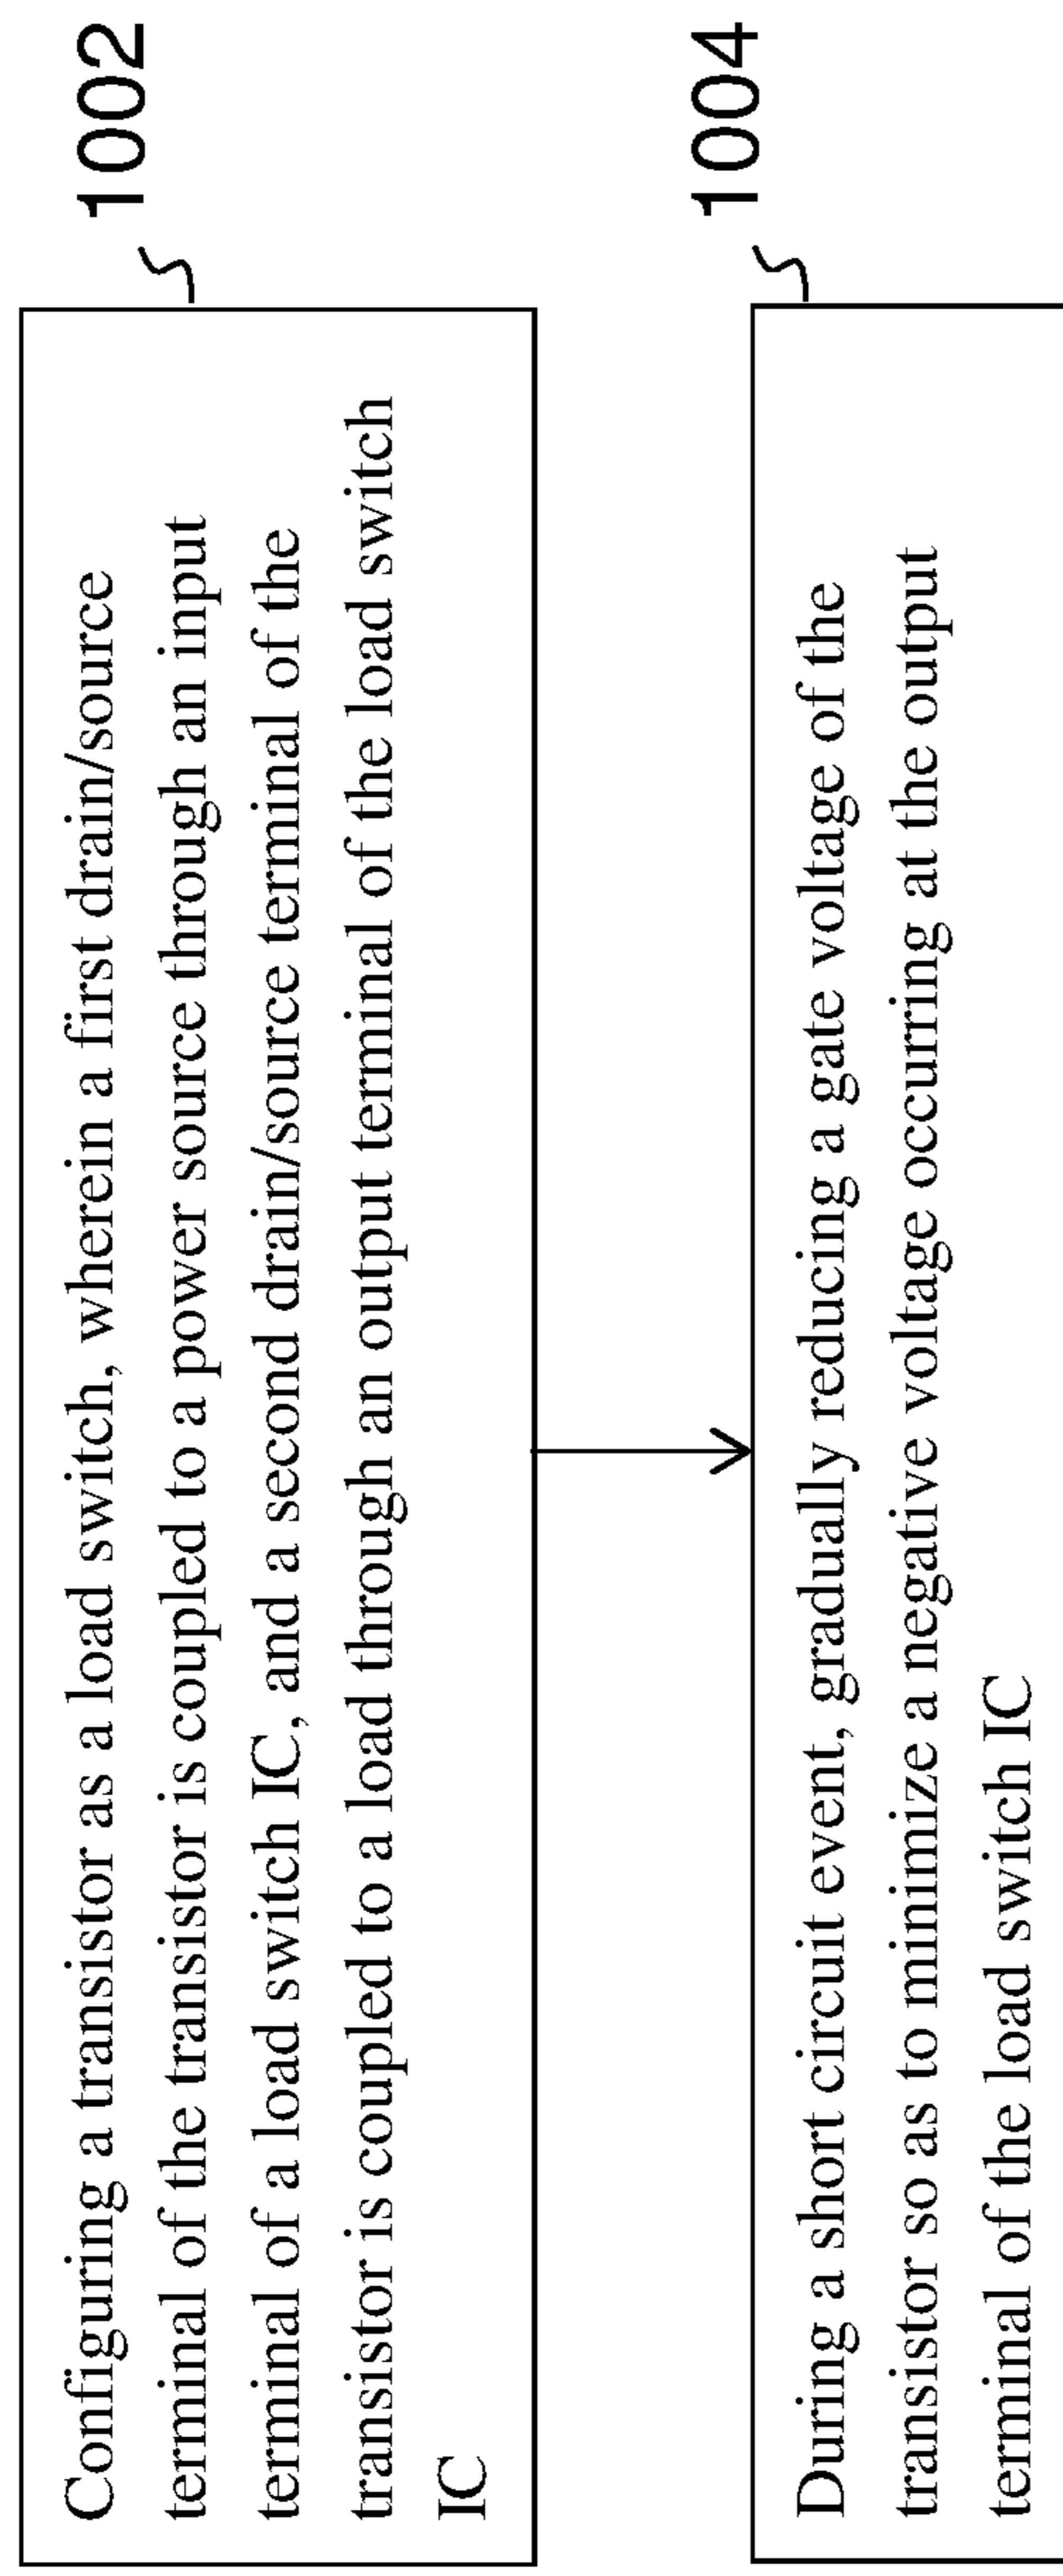 Configuring a transistor as a load switch, wherein a first drain/source
terminal of the transistor is coupled to a power source through an input
terminal of a load switch IC, and a second drain/source terminal of the
transistor is coupled to a load through an output terminal of the load switch
IC
1002
During a short circuit event, gradually reducing a gate voltage of the
transistor so as to minimize a negative voltage occurring at the output
terminal of the load switch IC
1004